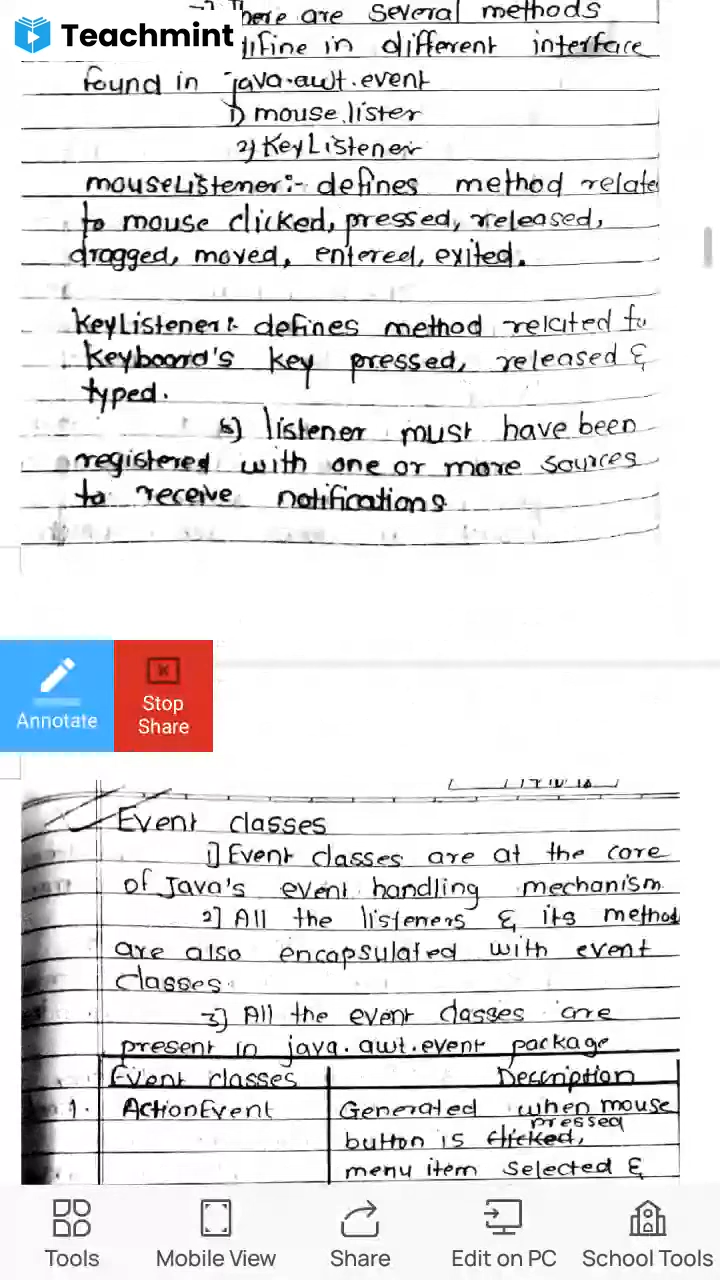 Teachmint
here are several methods
difine in different interface
found in java.awt.event
1) mouse.lister
2) KeyListener
mouseListener:- defines method relate
to mouse clicked, pressed, released,
dragged, moved, entered, exited.
KeyListener:- defines method related to
Keyboard's key pressed, released &
typed.
listener must have been
registered with one or more sources
to receive notifications
Annotate
Stop
Share
Event classes
1] Event classes are at the core
of Java's event handling mechanism
2] All the listeners & its method
are also encapsulated with event
classes.
3] All the event classes are
present in java.awt.event package
Event classes Description
1. ActionEvent Generated when mouse
pressed
button is clicked,
menu item selected &
Tools Mobile View Share Edit on PC School Tools